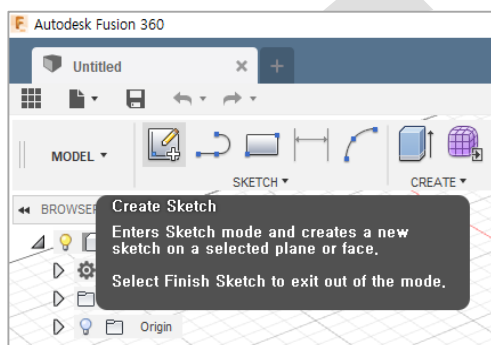 Autodesk Fusion 360
Untitled
MODEL
SKETCH
CREATE
BROWSE
Create Sketch
Enters Sketch mode and creates a new
sketch on a selected plane or face,
Select Finish Sketch to exit out of the mode,
Origin